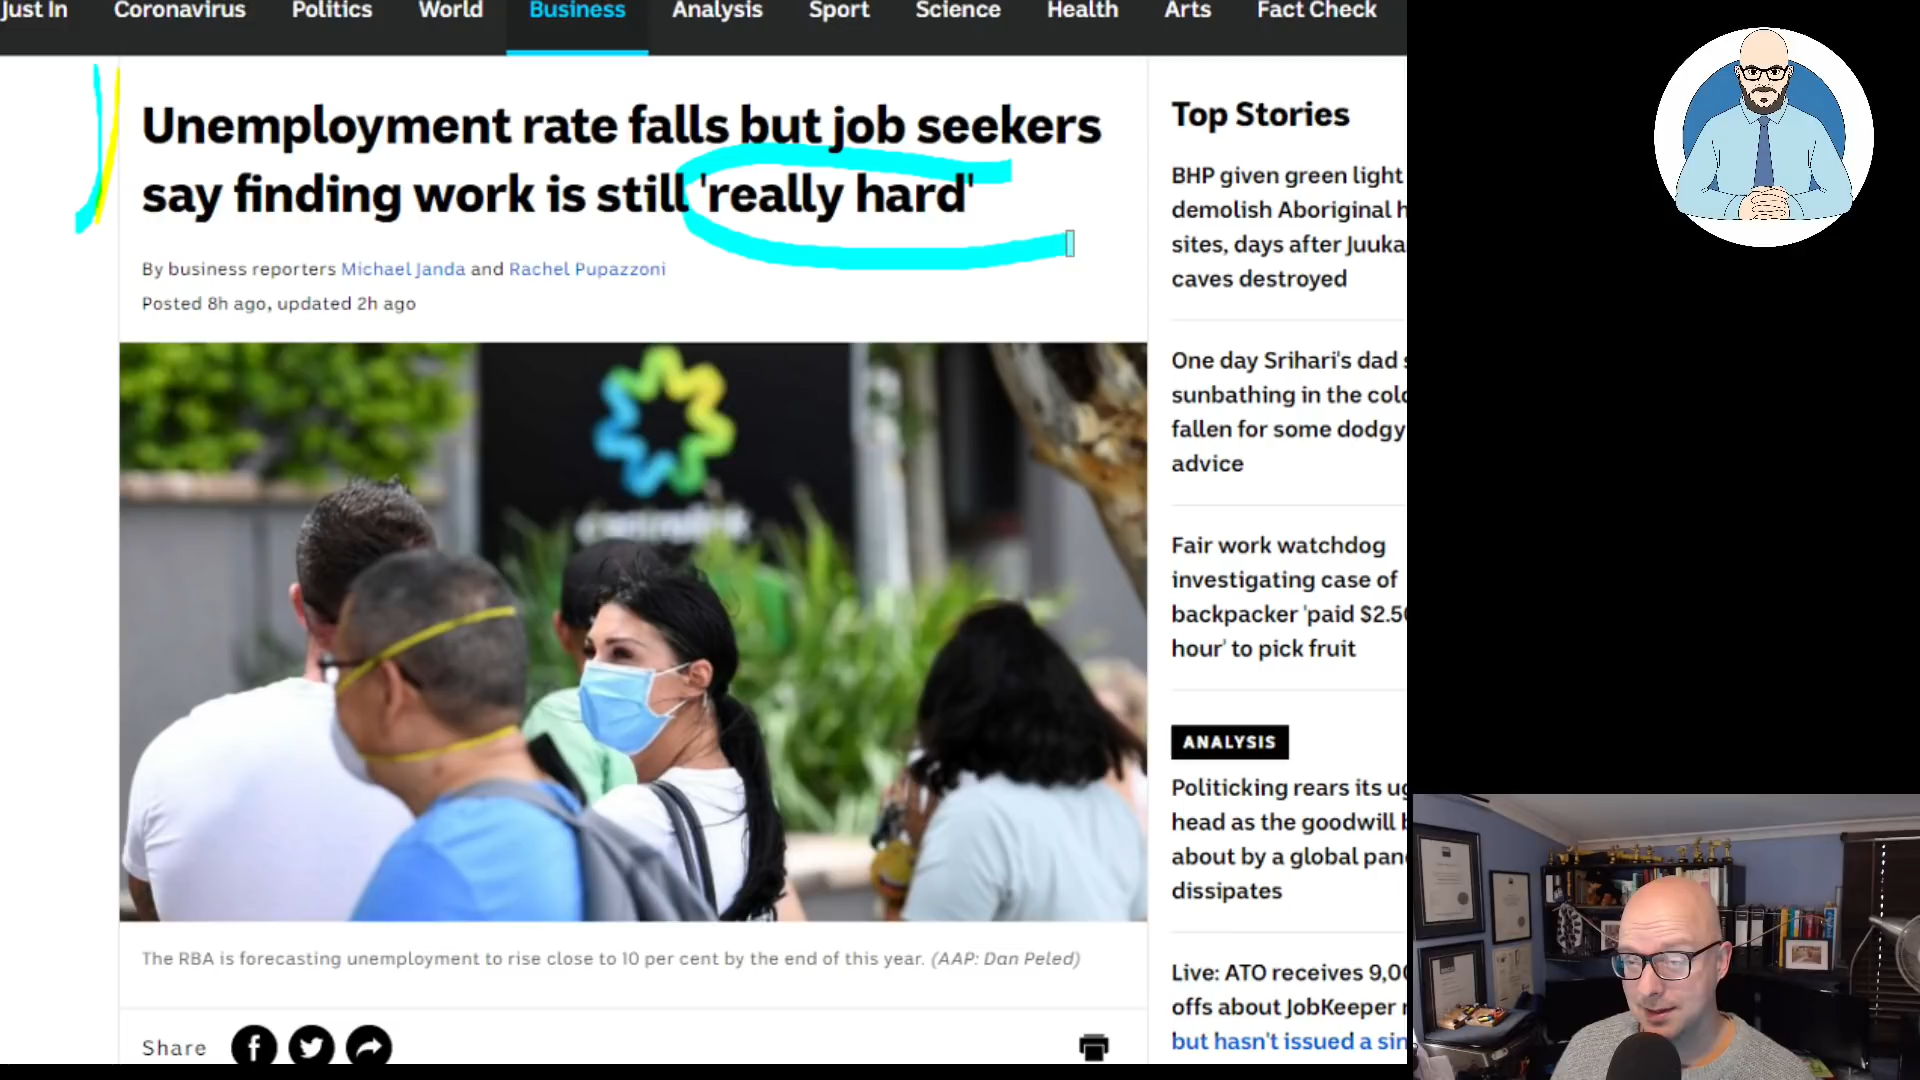 Just In Coronavirus Politics World Business Analysis Sport Science Health Arts Fact Check
Unemployment rate falls but job seekers
say finding work is still 'really hard'
By business reporters Michael Janda and Rachel Pupazzoni
Posted 8h ago, updated 2h ago
The RBA is forecasting unemployment to rise close to 10 per cent by the end of this year. (AAP: Dan Peled)
Share
Top Stories
BHP given green light
demolish Aboriginal h
sites, days after Juuka
caves destroyed
One day Srihari's dad s
sunbathing in the cold
fallen for some dodgy
advice
Fair work watchdog
investigating case of
backpacker 'paid $2.50
hour' to pick fruit
ANALYSIS
Politicking rears its ug
head as the goodwill b
about by a global pan
dissipates
Live: ATO receives 9,00
offs about JobKeeper r
but hasn't issued a sin